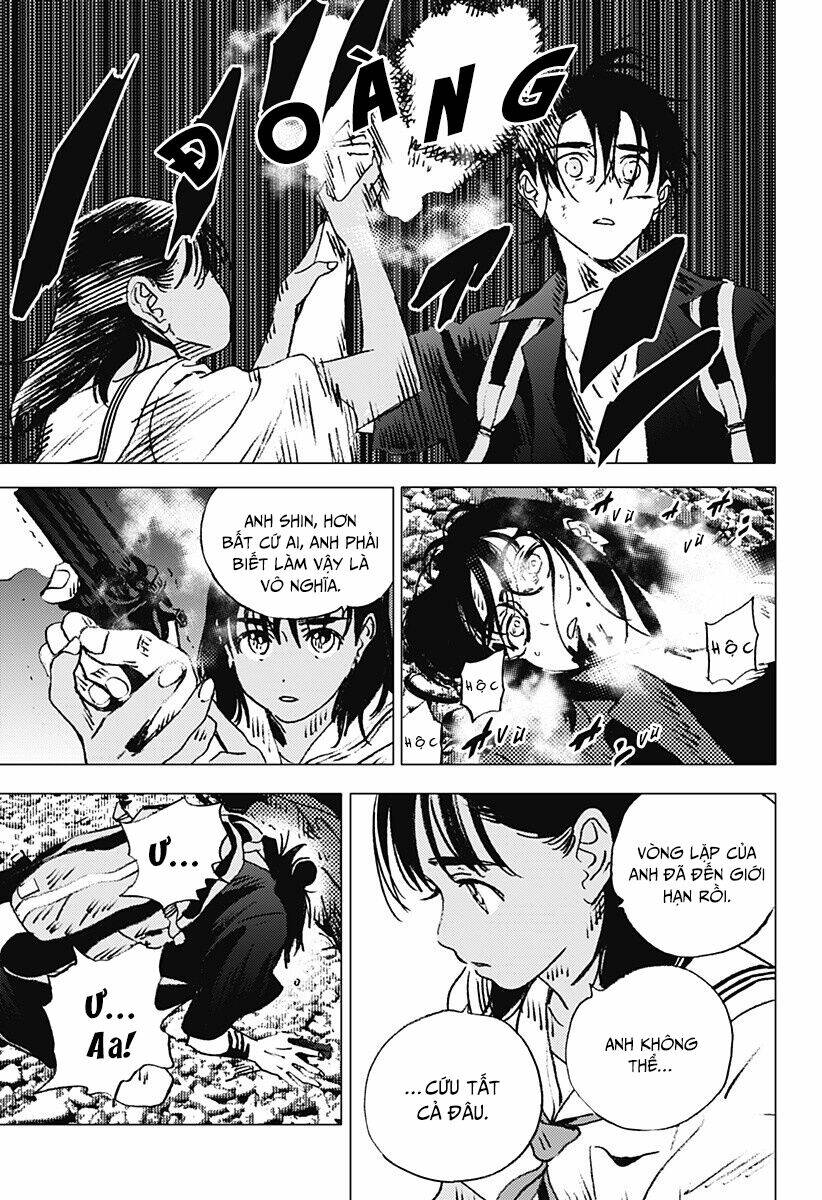 ĐOÀNG
VÙ
VÙ
HỘC
HỘC
HỘC
VÙ
VÙ
ANH SHIN, HƠN
BẤT CỨ AI, ANH PHẢI
BIẾT LÀM VẬY LÀ
VÔ NGHĨA.
VÒNG LẶP CỦA
ANH ĐÃ ĐẾN GIỚI
HẠN RỒI.
ANH KHÔNG
THỂ...
...CỨU TẤT
CẢ ĐÂU.
Ư...
Ư...
Aa!